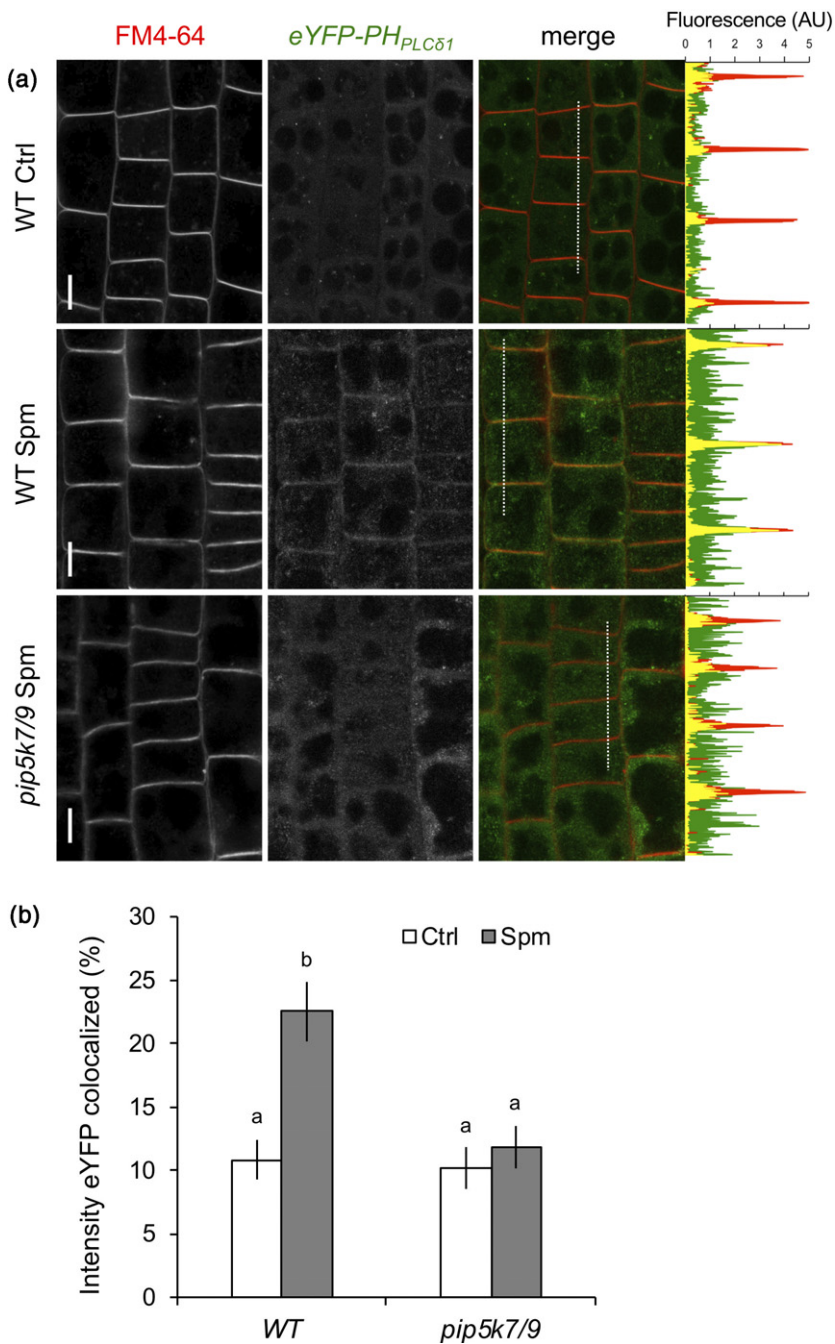 FM4-64 eYFP-PH_PLCδ1 merge Fluorescence (AU)
0 1 2 3 4 5
(a)
WT Ctrl
WT Spm
pip5k7/9 Spm
(b)
Intensity eYFP colocalized (%)
30
25
20
15
10
5
0
Ctrl Spm
a b a a
WT pip5k7/9